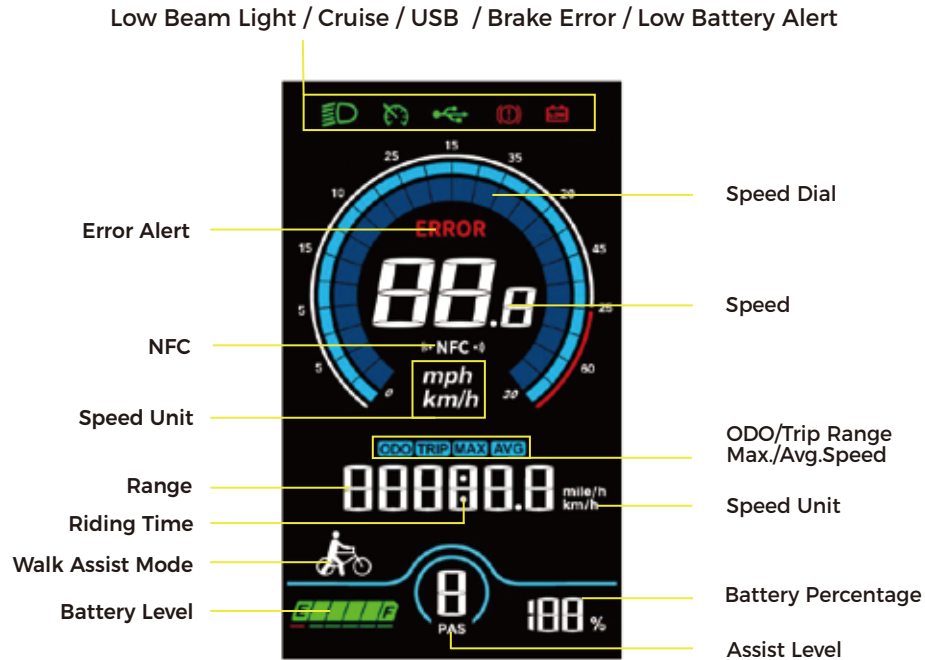 Low Beam Light / Cruise / USB / Brake Error / Low Battery Alert
15
25
35
10
20
Speed Dial
Error Alert
ERROR
15
45
88.8
Speed
5
25
NFC
NFC
5
60
mph
0
30
km/h
Speed Unit
ODO TRIP MAX AVG
ODO/Trip Range
Max./Avg.Speed
Range
8888:8.8
mile/h
km/h
Speed Unit
Riding Time
Walk Assist Mode
Battery Level
E
F
8
PAS
188 %
Battery Percentage
Assist Level